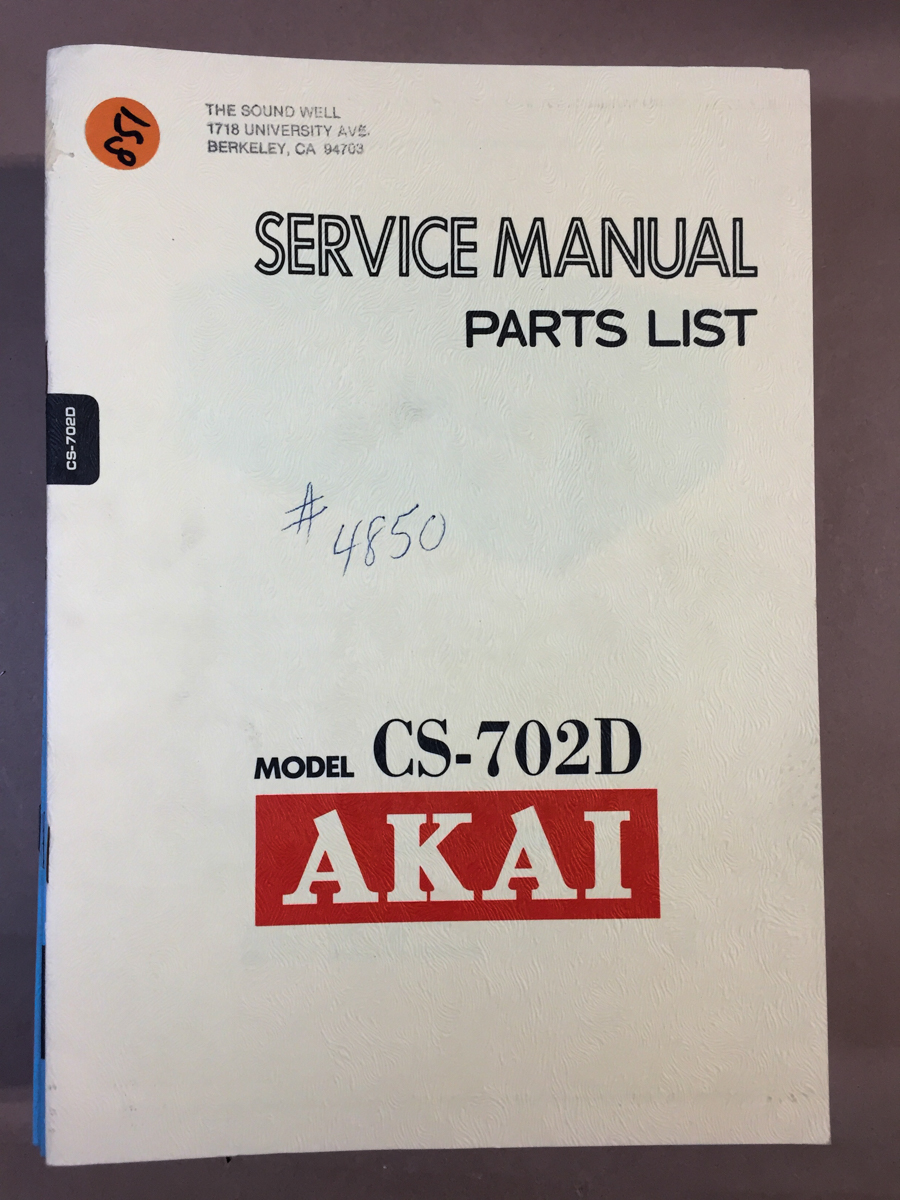 851
THE SOUND WELL
1718 UNIVERSITY AVE.
BERKELEY, CA 94703
SERVICE MANUAL
PARTS LIST
CS-702D
# 4850
MODEL CS-702D
AKAI